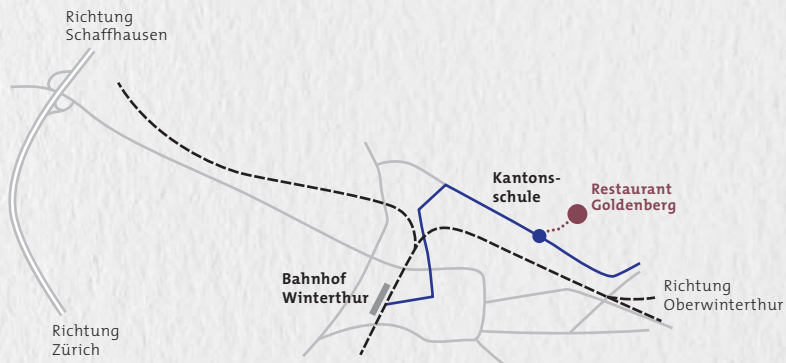 Richtung
Schaffhausen
Kantons-
schule
Restaurant
Goldenberg
Bahnhof
Winterthur
Richtung
Oberwinterthur
Richtung
Zürich